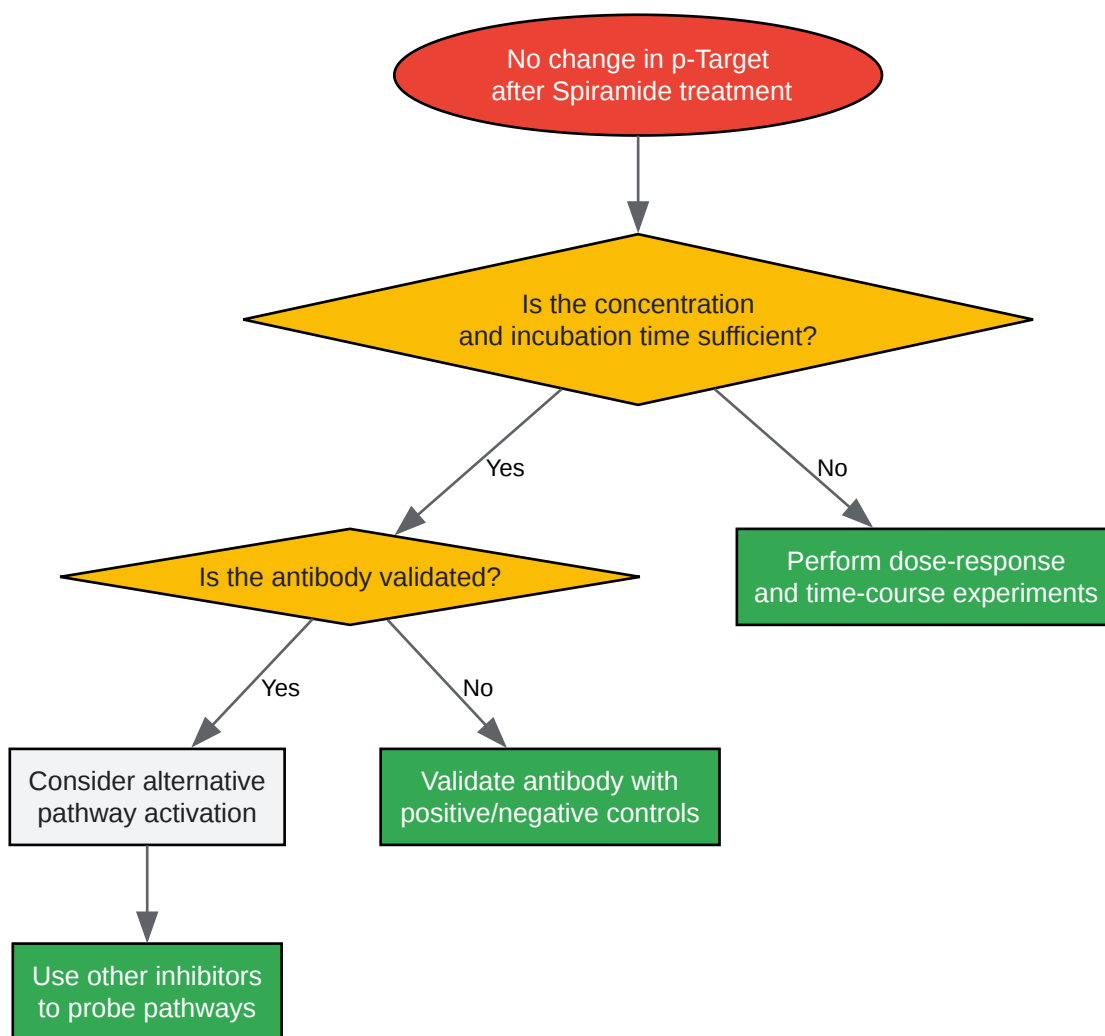 No change in p-Target
after Spiramide treatment
Is the concentration
and incubation time sufficient?
Yes
No
Is the antibody validated?
Perform dose-response
and time-course experiments
Yes
No
Consider alternative
pathway activation
Validate antibody with
positive/negative controls
Use other inhibitors
to probe pathways